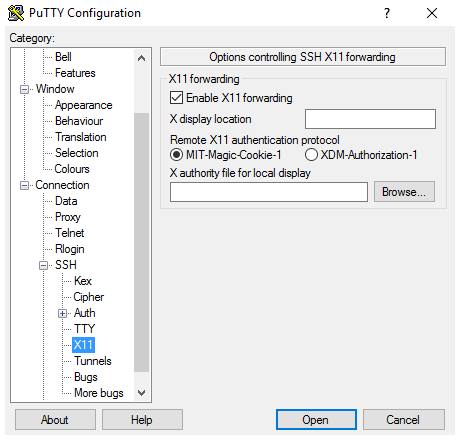 PuTTY Configuration
?
Category:
Bell
Features
Window
Appearance
Behaviour
Translation
Selection
Colours
Connection
Data
Proxy
Telnet
Rlogin
SSH
Kex
Cipher
Auth
TTY
X11
Tunnels
Bugs
More bugs
Options controlling SSH X11 forwarding
X11 forwarding
Enable X11 forwarding
X display location
Remote X11 authentication protocol
MIT-Magic-Cookie-1 XDM-Authorization-1
X authority file for local display
Browse...
About Help Open Cancel